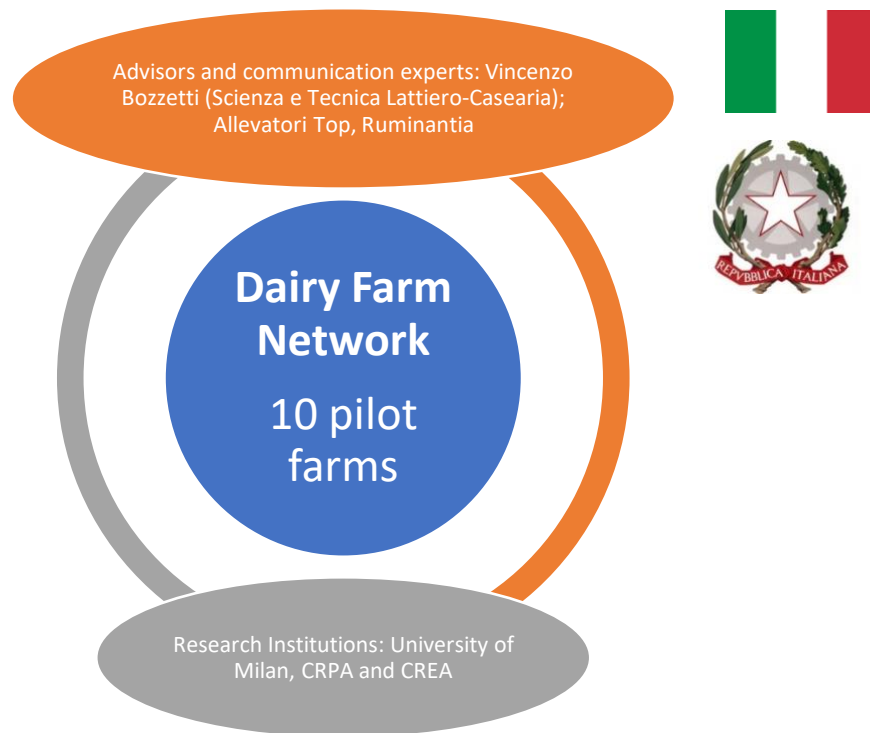 Advisors and communication experts: Vincenzo
Bozzetti (Scienza e Tecnica Lattiero-Casearia);
Allevatori Top, Ruminantia
REPVBBLICA ITALIANA
Dairy Farm
Network
10 pilot
farms
Research Institutions: University of
Milan, CRPA and CREA